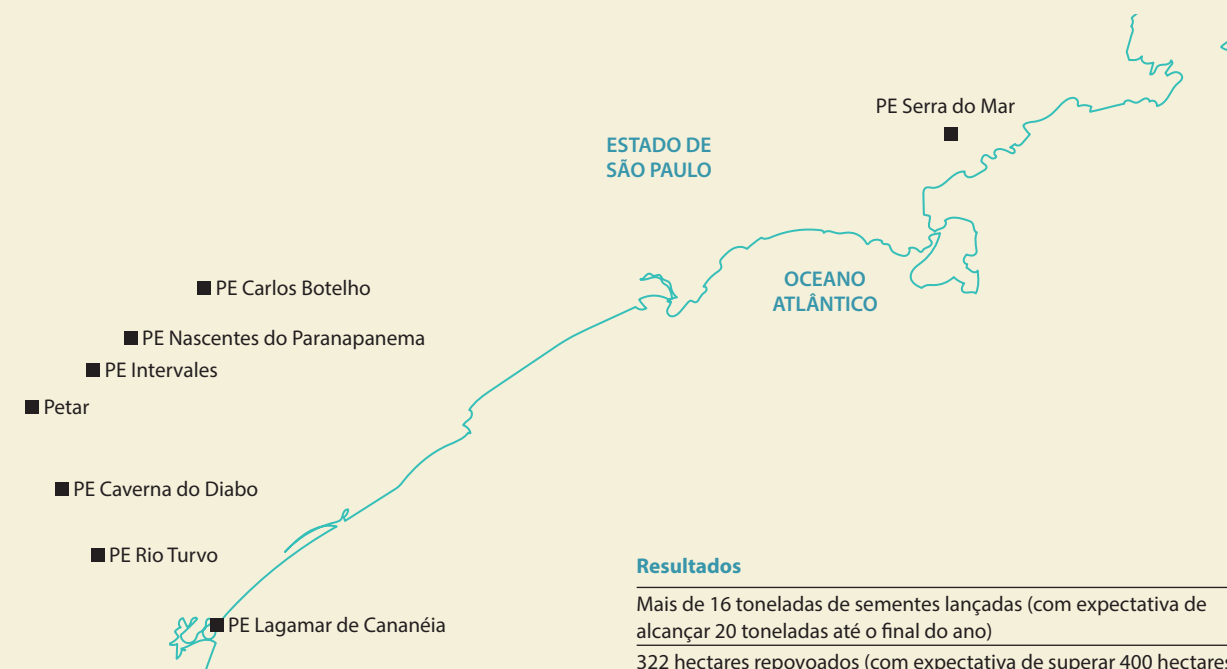 PE Serra do Mar
ESTADO DE
SÃO PAULO
OCEANO
ATLÂNTICO
PE Carlos Botelho
PE Nascentes do Paranapanema
PE Intervales
Petar
PE Caverna do Diabo
PE Rio Turvo
PE Lagamar de Cananéia
Resultados
Mais de 16 toneladas de sementes lançadas (com expectativa de
alcançar 20 toneladas até o final do ano)
322 hectares repovoados (com expectativa de superar 400 hectares